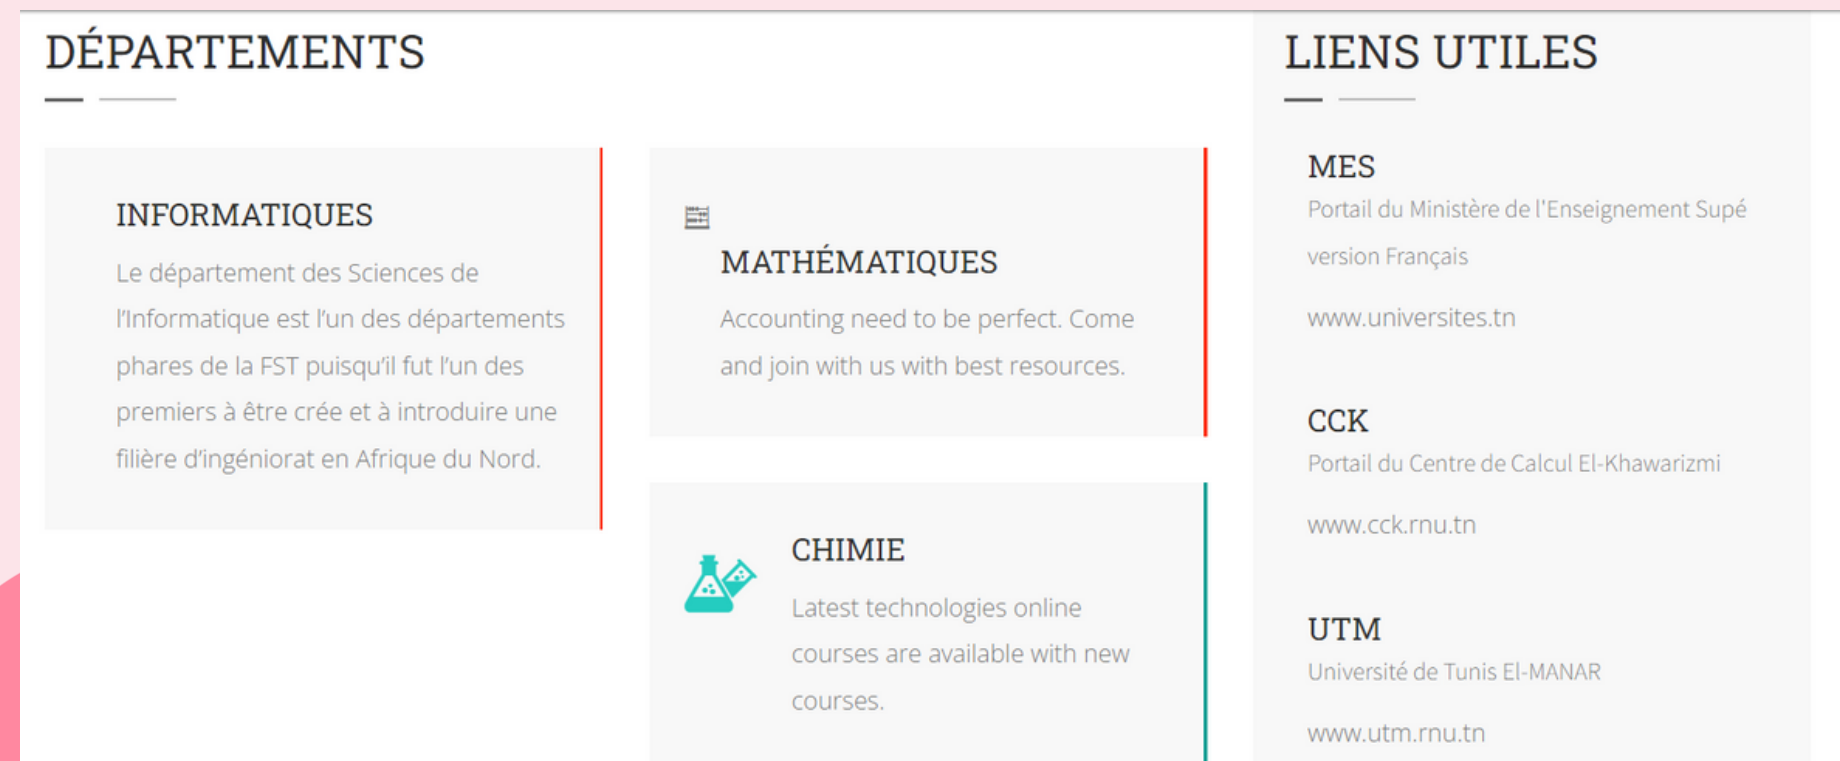 DÉPARTEMENTS
INFORMATIQUES
Le département des Sciences de
l'Informatique est l'un des départements
phares de la FST puisqu'il fut l'un des
premiers à être crée et à introduire une
filière d'ingéniorat en Afrique du Nord.
MATHÉMATIQUES
Accounting need to be perfect. Come
and join with us with best resources.
CHIMIE
Latest technologies online
courses are available with new
courses.
LIENS UTILES
MES
Portail du Ministère de l'Enseignement Supé
version Français
www.universites.tn
CCK
Portail du Centre de Calcul El-Khawarizmi
www.cck.rnu.tn
UTM
Université de Tunis El-MANAR
www.utm.rnu.tn